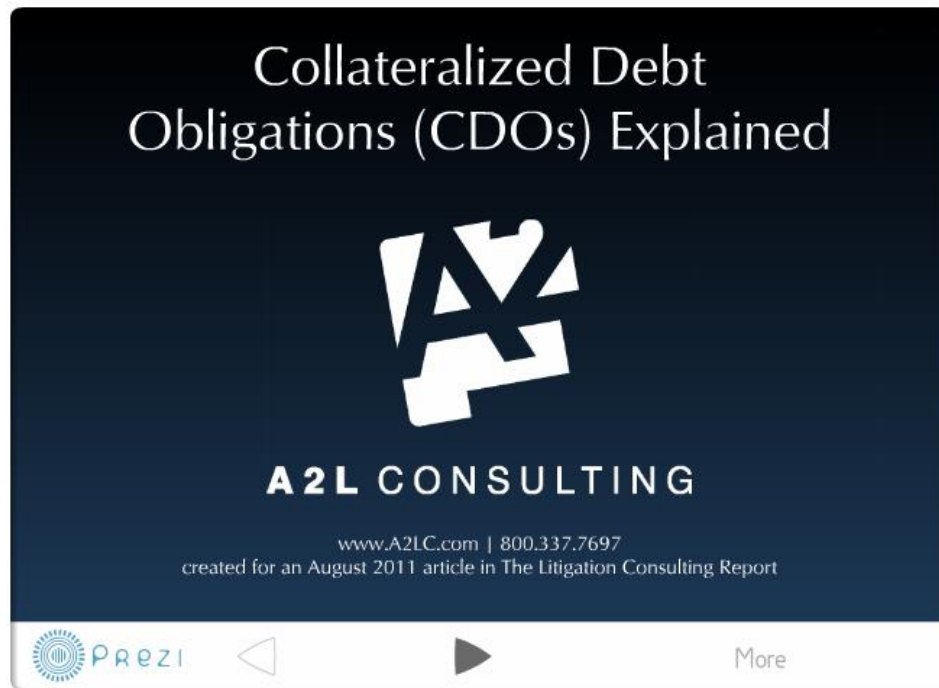 Collateralized Debt
Obligations (CDOs) Explained
A2L
A2L CONSULTING
www.A2LC.com | 800.337.7697
created for an August 2011 article in The Litigation Consulting Report
Prezi
More